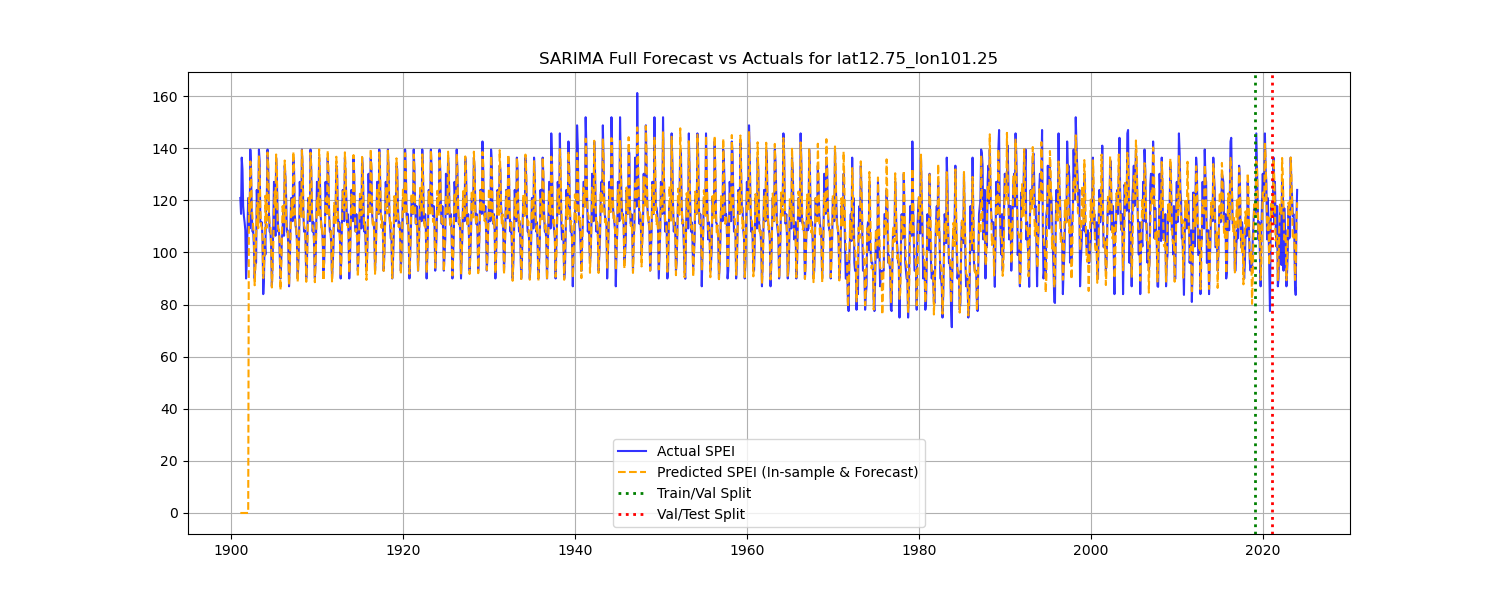 SARIMA Full Forecast vs Actuals for lat12.75_lon101.25
160
140
120
100
80
60
40
20
0
Actual SPEI
Predicted SPEI (In-sample & Forecast)
Train/Val Split
Val/Test Split
1900 1920 1940 1960 1980 2000 2020